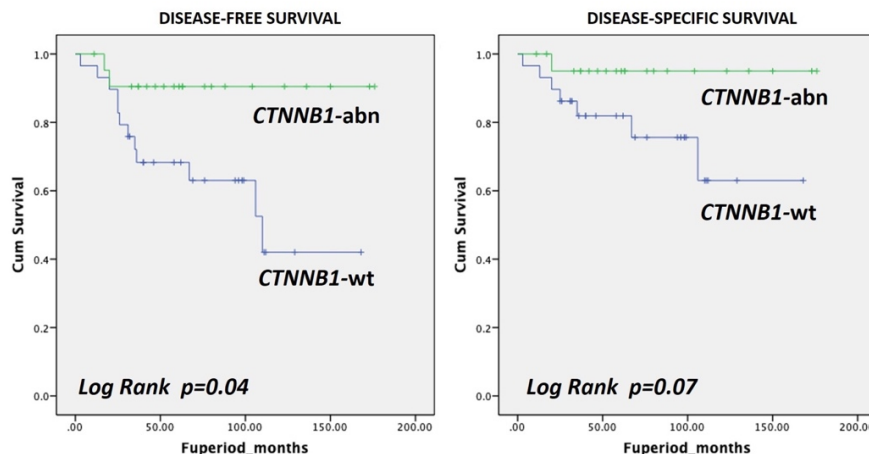 DISEASE-FREE SURVIVAL
1.0
0.8
0.6
0.4
0.2
0.0
Cum Survival
CTNNB1-abn
CTNNB1-wt
Log Rank p=0.04
.00 50.00 100.00 150.00 200.00
Fuperiod_months
DISEASE-SPECIFIC SURVIVAL
1.0
0.8
0.6
0.4
0.2
0.0
Cum Survival
CTNNB1-abn
CTNNB1-wt
Log Rank p=0.07
.00 50.00 100.00 150.00 200.00
Fuperiod_months